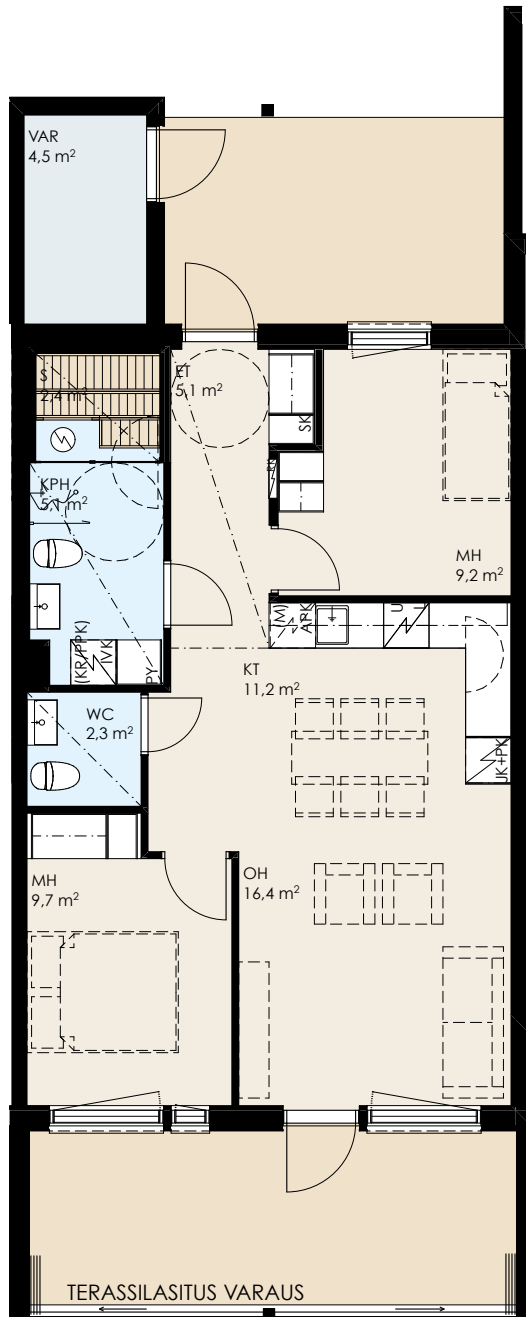 VAR
4,5 m²
S
2,4 m²
ET
5,1 m²
SK
KPH
5,1 m²
MH
9,2 m²
(KR/PPK)
IVK
PY
(M)
APK
U
L
JK+PK
KT
11,2 m²
WC
2,3 m²
MH
9,7 m²
OH
16,4 m²
TERASSILASITUS VARAUS